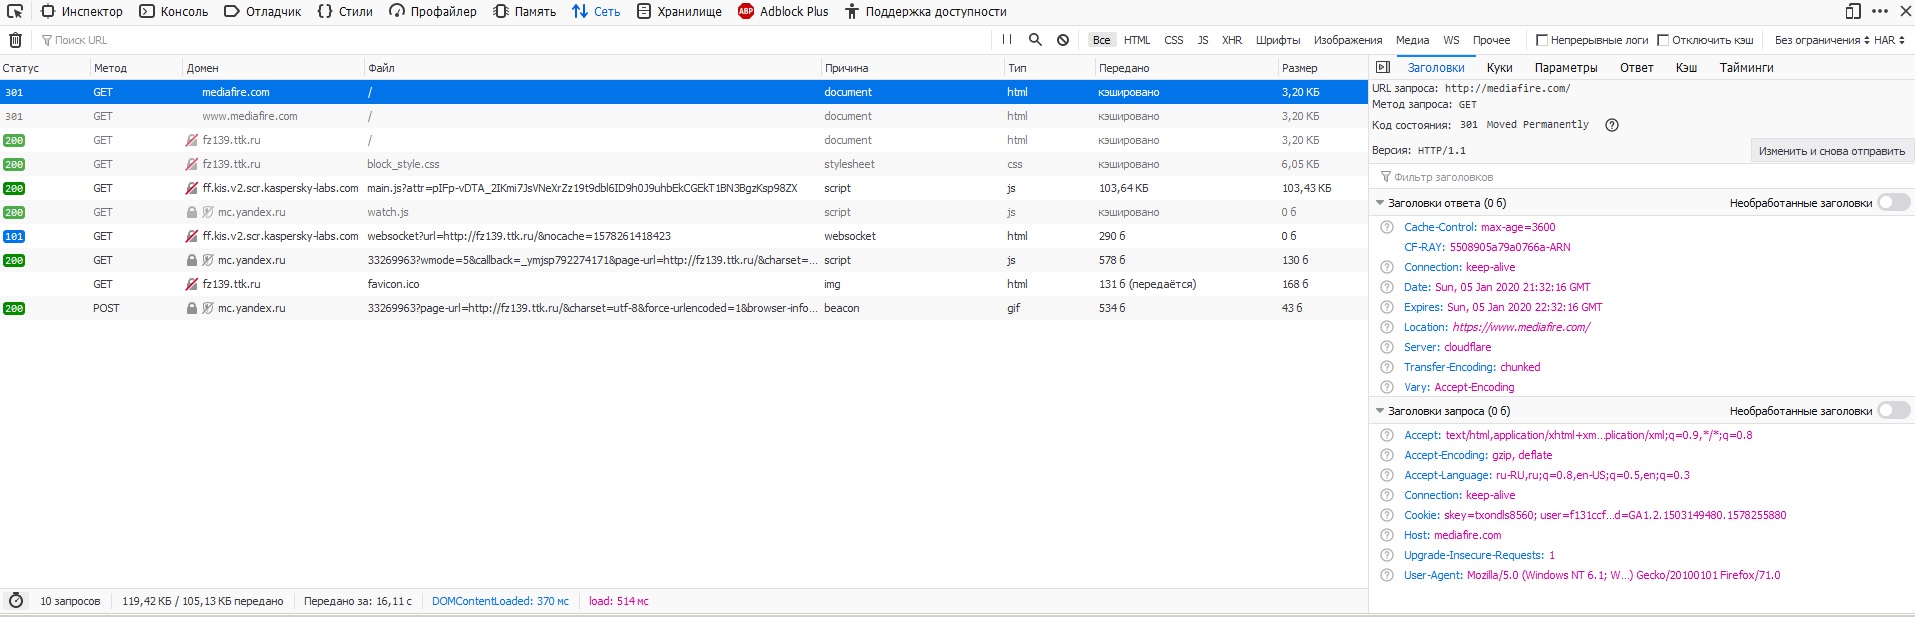 Инспектор Консоль Отладчик Стили Профайлер Память Сеть Хранилище ABP Adblock Plus Поддержка доступности
Поиск URL Все HTML CSS JS XHR Шрифты Изображения Медиа WS Прочее Непрерывные логи Отключить кэш Без ограничения HAR
Статус Метод Домен Файл Причина Тип Передано Размер
301 GET mediafire.com / document html кэшировано 3,20 КБ
301 GET www.mediafire.com / document html кэшировано 3,20 КБ
200 GET fz139.ttk.ru / document html кэшировано 3,20 КБ
200 GET fz139.ttk.ru block_style.css stylesheet css кэшировано 6,05 КБ
200 GET ff.kis.v2.scr.kaspersky-labs.com main.js?attr=pIFp-vDTA_2IKmi7JsVNeXrZz19t9dbl6ID9h0J9uhbEkCGEkT1BN3BgzKsp98ZX script js 103,64 КБ 103,43 КБ
200 GET mc.yandex.ru watch.js script js кэшировано 0 б
101 GET ff.kis.v2.scr.kaspersky-labs.com websocket?url=http://fz139.ttk.ru/&nocache=1578261418423 websocket html 290 б 0 б
200 GET mc.yandex.ru 33269963?wmode=5&callback=_ymjsp792274171&page-url=http://fz139.ttk.ru/&charset=... script js 578 б 130 б
GET fz139.ttk.ru favicon.ico img html 131 б (передаётся) 168 б
200 POST mc.yandex.ru 33269963?page-url=http://fz139.ttk.ru/&charset=utf-8&force-urlencoded=1&browser-info... beacon gif 534 б 43 б
10 запросов 119,42 КБ / 105,13 КБ передано Передано за: 16,11 с DOMContentLoaded: 370 мс load: 514 мс
Заголовки Куки Параметры Ответ Кэш Тайминги
URL запроса: http://mediafire.com/
Метод запроса: GET
Код состояния: 301 Moved Permanently ?
Версия: HTTP/1.1 Изменить и снова отправить
Фильтр заголовков
Заголовки ответа (0 б) Необработанные заголовки
? Cache-Control: max-age=3600
CF-RAY: 5508905a79a0766a-ARN
? Connection: keep-alive
? Date: Sun, 05 Jan 2020 21:32:16 GMT
? Expires: Sun, 05 Jan 2020 22:32:16 GMT
? Location: https://www.mediafire.com/
? Server: cloudflare
? Transfer-Encoding: chunked
? Vary: Accept-Encoding
Заголовки запроса (0 б) Необработанные заголовки
? Accept: text/html,application/xhtml+xm...plication/xml;q=0.9,*/*;q=0.8
? Accept-Encoding: gzip, deflate
? Accept-Language: ru-RU,ru;q=0.8,en-US;q=0.5,en;q=0.3
? Connection: keep-alive
? Cookie: skey=txondls8560; user=f131ccf...d=GA1.2.1503149480.1578255880
? Host: mediafire.com
? Upgrade-Insecure-Requests: 1
? User-Agent: Mozilla/5.0 (Windows NT 6.1; W...) Gecko/20100101 Firefox/71.0